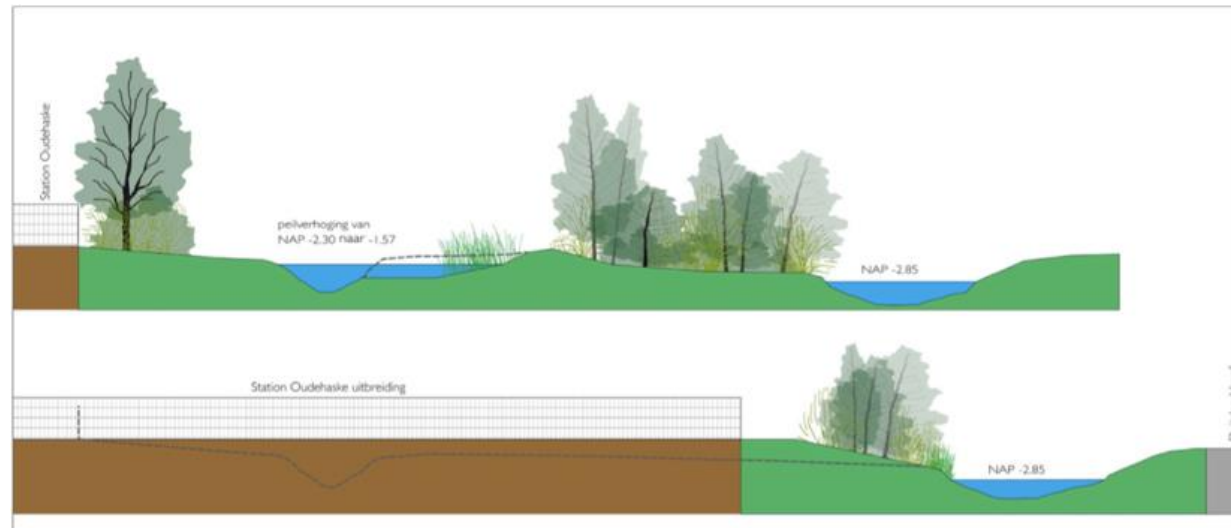 Station Oudehaske
peilverhoging van
NAP -2.30 naar -1.57
NAP -2.85
Station Oudehaske uitbreiding
NAP -2.85